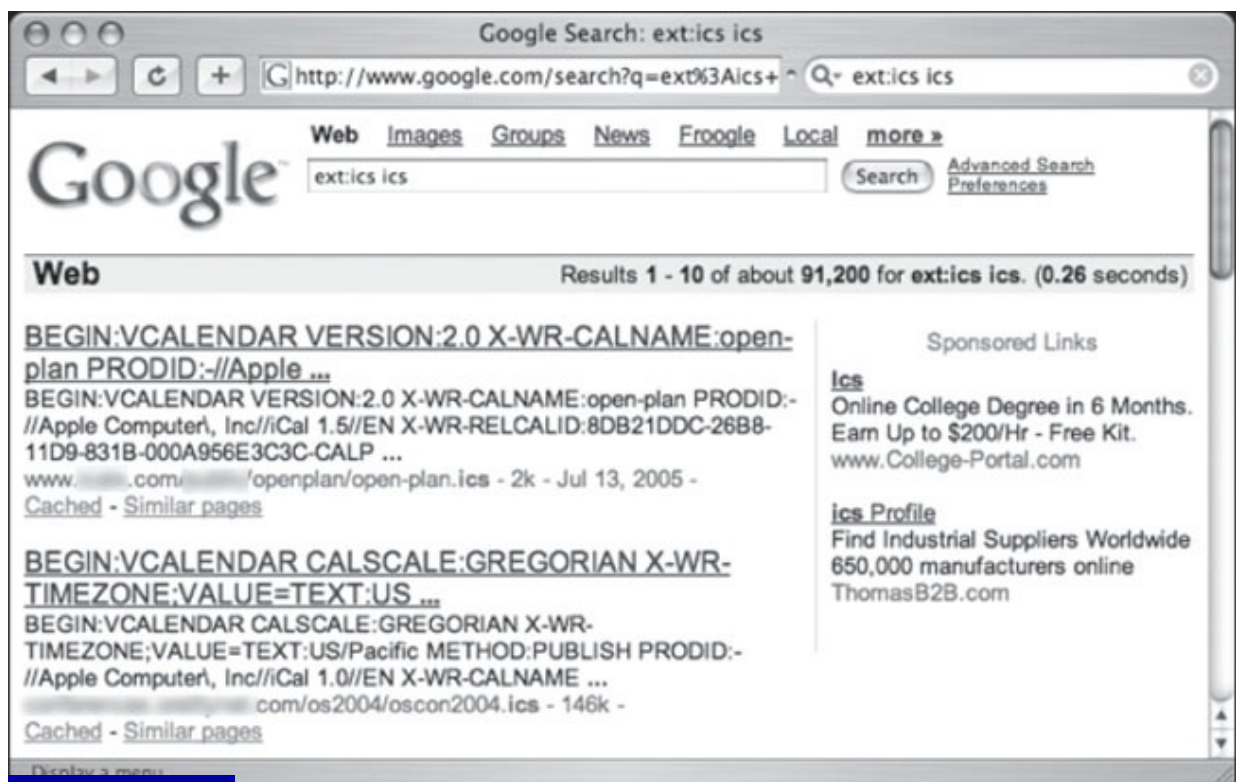 Google Search: ext:ics ics
http://www.google.com/search?q=ext%3Aics+
ext:ics ics
Google™
Web Images Groups News Froogle Local more »
ext:ics ics
Search
Advanced Search
Preferences
Web
Results 1 - 10 of about 91,200 for ext:ics ics. (0.26 seconds)
BEGIN:VCALENDAR VERSION:2.0 X-WR-CALNAME:open-
plan PRODID:-//Apple ...
BEGIN:VCALENDAR VERSION:2.0 X-WR-CALNAME:open-plan PRODID:-
//Apple Computer\, Inc//iCal 1.5//EN X-WR-RELCALID:8DB21DDC-26B8-
11D9-831B-000A956E3C3C-CALP ...
www. .com/ /openplan/open-plan.ics - 2k - Jul 13, 2005 -
Cached - Similar pages
BEGIN:VCALENDAR CALSCALE:GREGORIAN X-WR-
TIMEZONE;VALUE=TEXT:US ...
BEGIN:VCALENDAR CALSCALE:GREGORIAN X-WR-
TIMEZONE;VALUE=TEXT:US/Pacific METHOD:PUBLISH PRODID:-
//Apple Computer\, Inc//iCal 1.0//EN X-WR-CALNAME ...
.com/os2004/oscon2004.ics - 146k -
Cached - Similar pages
Sponsored Links
Ics
Online College Degree in 6 Months.
Earn Up to $200/Hr - Free Kit.
www.College-Portal.com
ics Profile
Find Industrial Suppliers Worldwide
650,000 manufacturers online
ThomasB2B.com
Display a menu